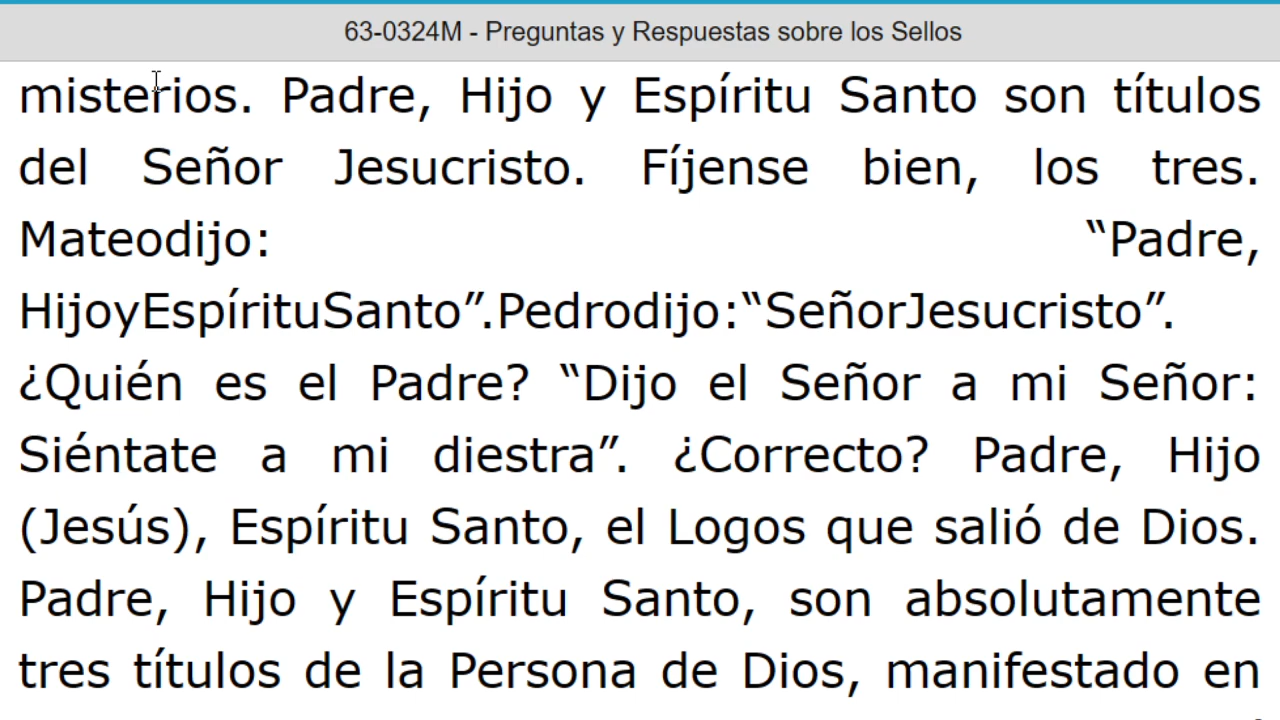 63-0324M - Preguntas y Respuestas sobre los Sellos
misterios. Padre, Hijo y Espíritu Santo son títulos
del Señor Jesucristo. Fíjense bien, los tres.
Mateodijo: “Padre,
HijoyEspírituSanto”.Pedrodijo:“SeñorJesucristo”.
¿Quién es el Padre? “Dijo el Señor a mi Señor:
Siéntate a mi diestra”. ¿Correcto? Padre, Hijo
(Jesús), Espíritu Santo, el Logos que salió de Dios.
Padre, Hijo y Espíritu Santo, son absolutamente
tres títulos de la Persona de Dios, manifestado en